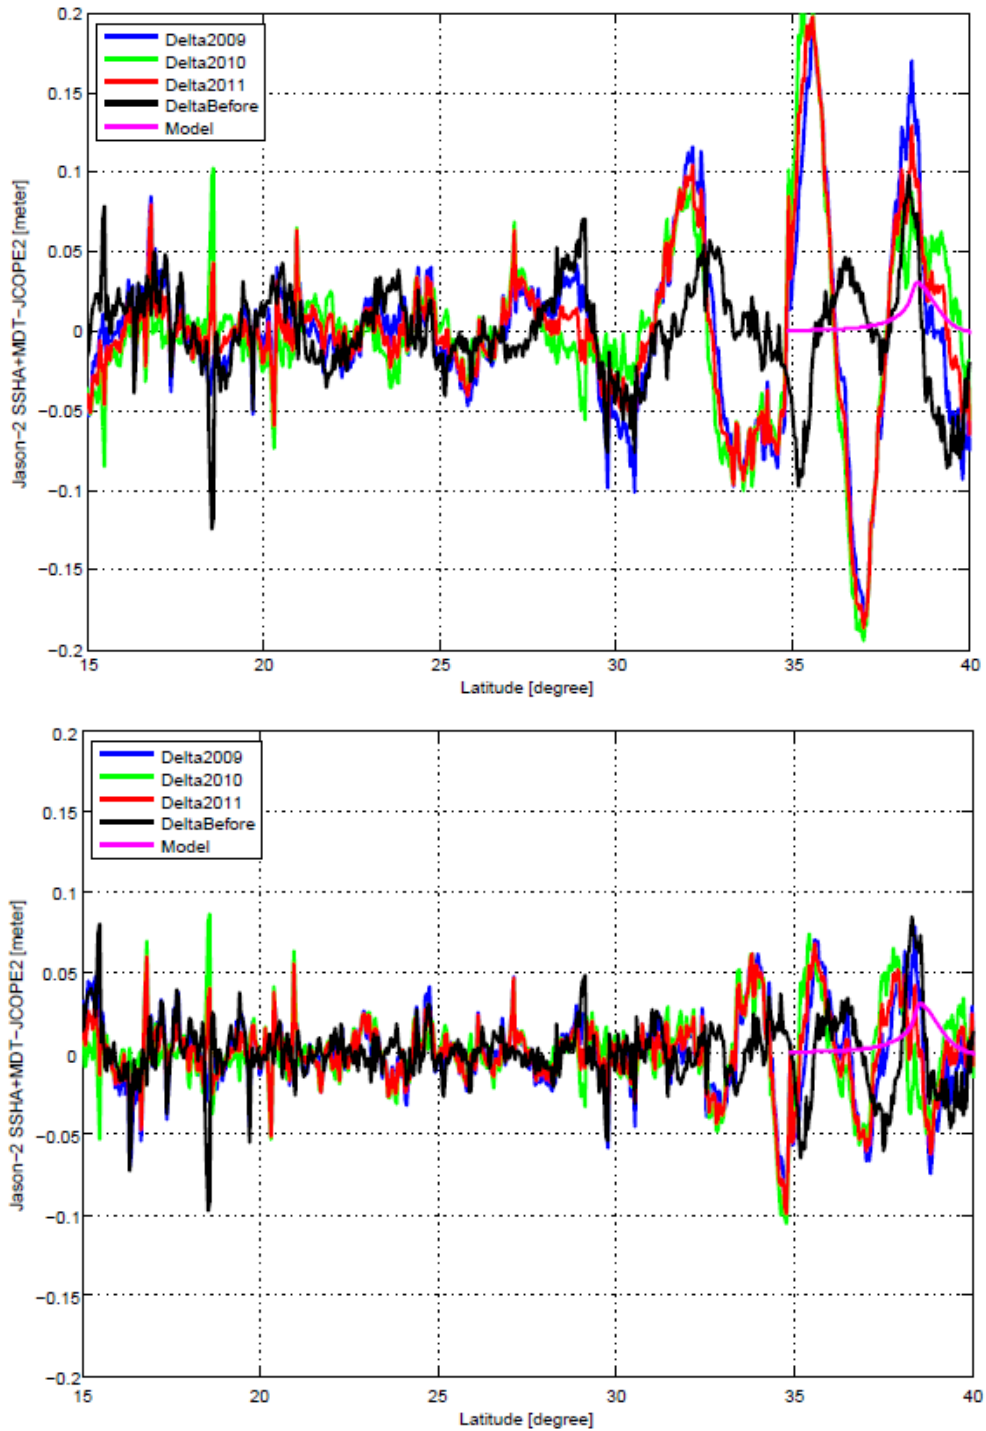 0.2
0.15
0.1
0.05
0
−0.05
−0.1
−0.15
−0.2
Jason-2 SSHA+MDT-JCOPE2 [meter]
Delta2009
Delta2010
Delta2011
DeltaBefore
Model
15
20
25
30
35
40
Latitude [degree]
0.2
0.15
0.1
0.05
0
−0.05
−0.1
−0.15
−0.2
Jason-2 SSHA+MDT-JCOPE2 [meter]
Delta2009
Delta2010
Delta2011
DeltaBefore
Model
15
20
25
30
35
40
Latitude [degree]